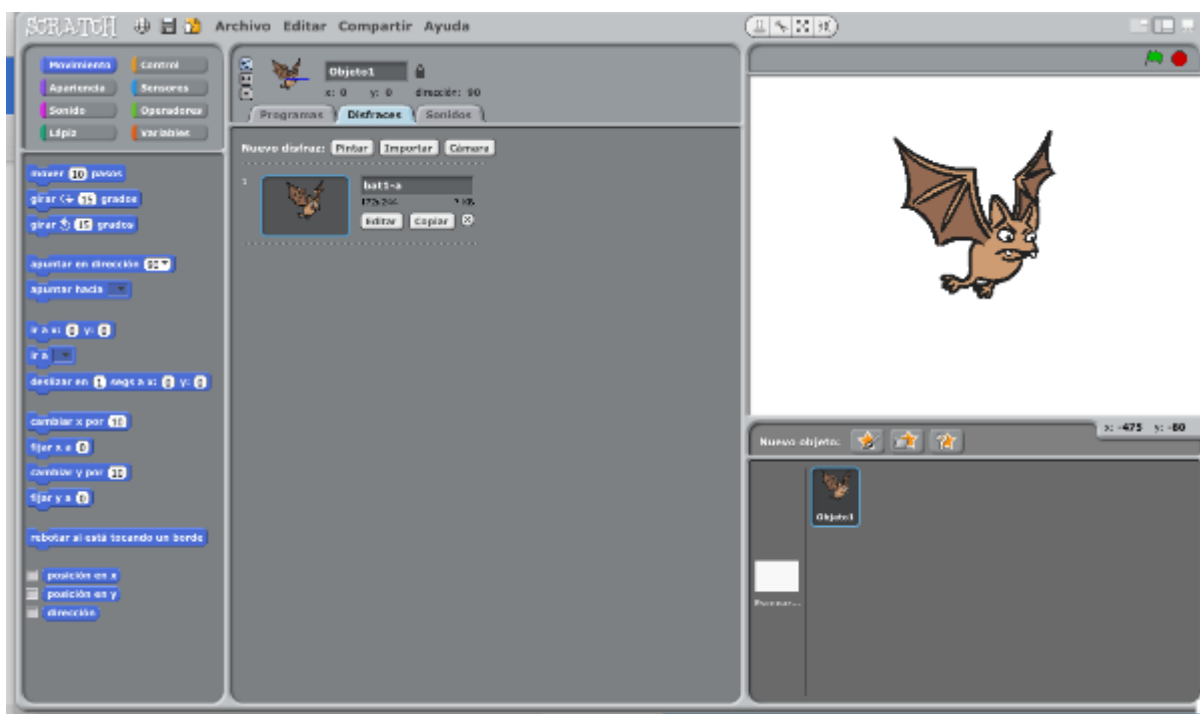 SCRATCH Archivo Editar Compartir Ayuda
Movimiento Control
Apariencia Sensores
Sonido Operadores
Lápiz Variables
mover 10 pasos
girar 15 grados
girar 15 grados
apuntar en dirección 90
apuntar hacia
ir a x: 0 y: 0
ir a
deslizar en 1 segs a x: 0 y: 0
cambiar x por 10
fijar x a 0
cambiar y por 10
fijar y a 0
rebotar si está tocando un borde
posición en x
posición en y
dirección
Objeto1
x: 0 y: 0 dirección: 90
Programas Disfraces Sonidos
Nuevo disfraz: Pintar Importar Cámara
1
bat1-a
KB
Editar Copiar
x: -475 y: -60
Nuevo objeto:
Objeto1